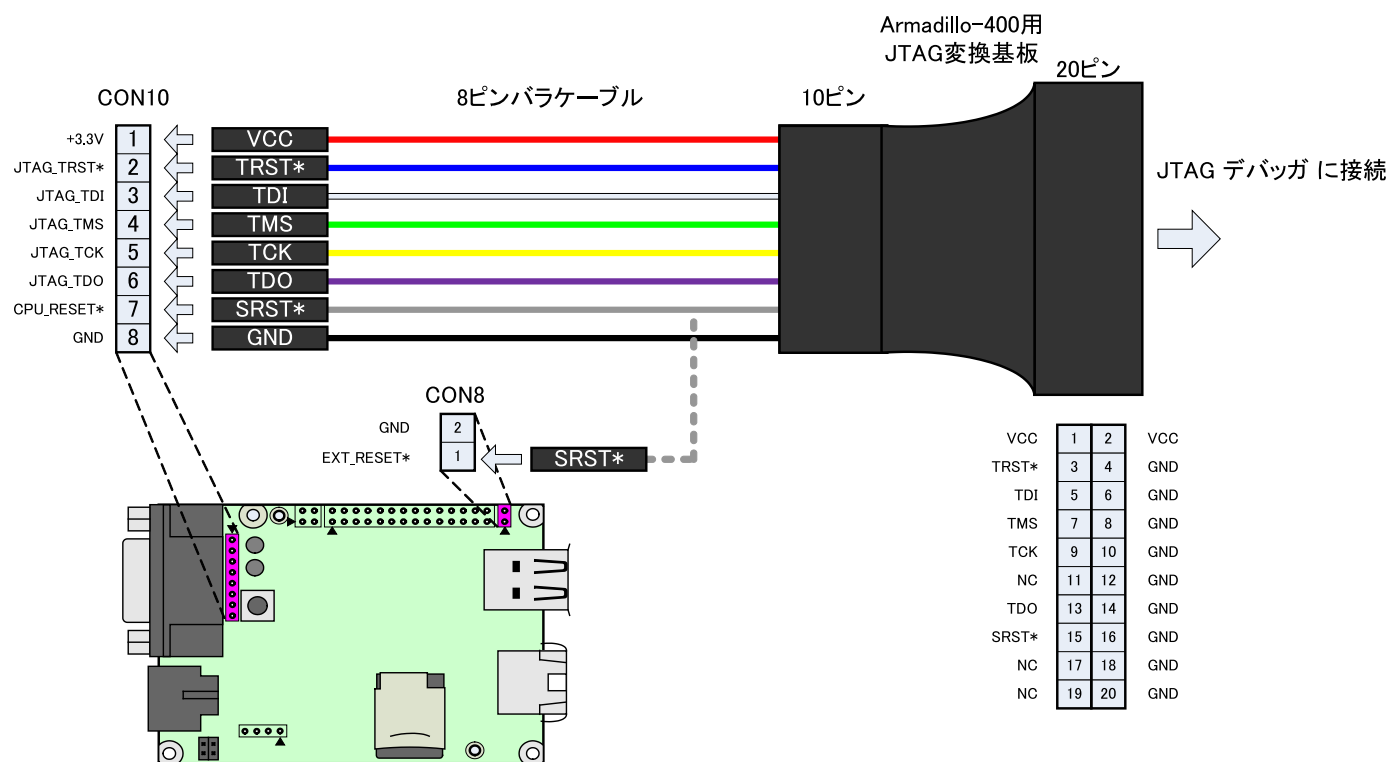 Armadillo-400用
JTAG変換基板
20ピン
CON10
8ピンバラケーブル
10ピン
+3.3V 1 VCC
JTAG_TRST* 2 TRST*
JTAG_TDI 3 TDI
JTAG_TMS 4 TMS
JTAG_TCK 5 TCK
JTAG_TDO 6 TDO
CPU_RESET* 7 SRST*
GND 8 GND
JTAG デバッガ に接続
CON8
GND 2
EXT_RESET* 1 SRST*
VCC 1 2 VCC
TRST* 3 4 GND
TDI 5 6 GND
TMS 7 8 GND
TCK 9 10 GND
NC 11 12 GND
TDO 13 14 GND
SRST* 15 16 GND
NC 17 18 GND
NC 19 20 GND